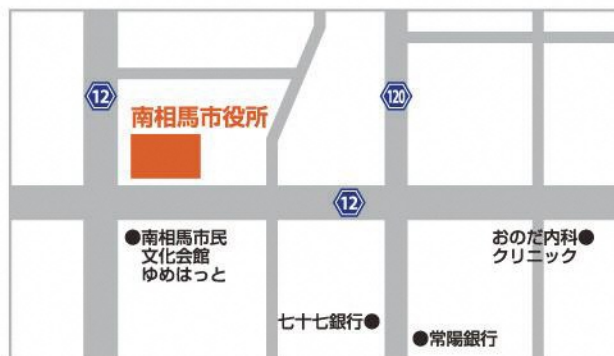 12
120
南相馬市役所
12
●南相馬市民
文化会館
ゆめはっと
おのだ内科●
クリニック
七十七銀行●
●常陽銀行